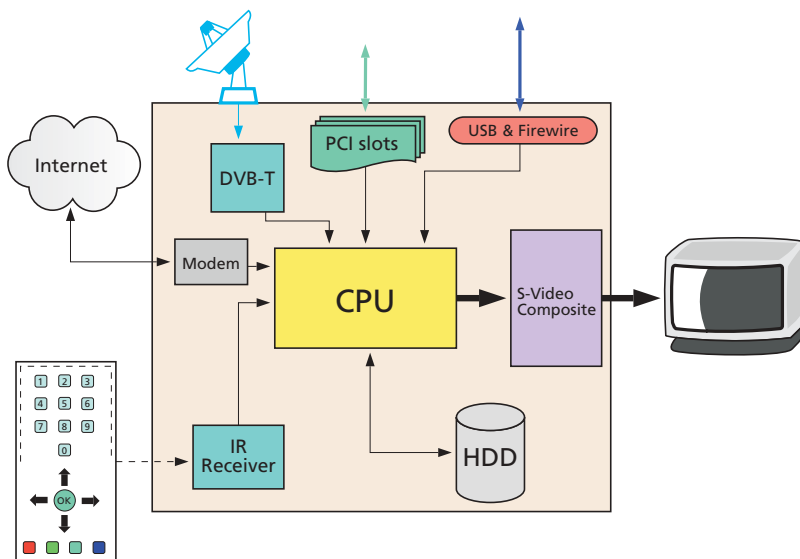 PCI slots
USB & Firewire
Internet
DVB-T
Modem
CPU
S-Video
Composite
1 2 3
4 5 6
7 8 9
0
IR
Receiver
HDD
OK